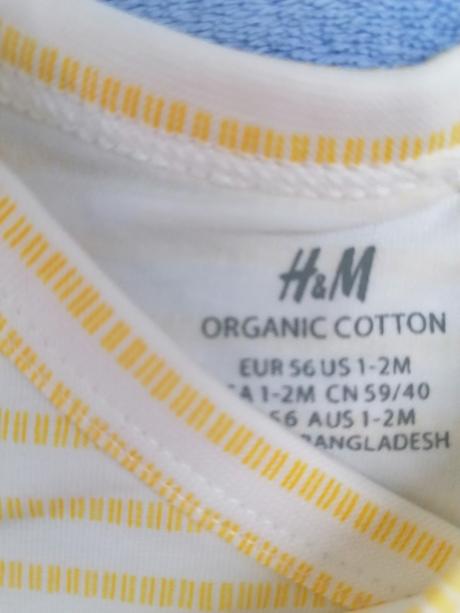 H&M
ORGANIC COTTON
EUR 56 US 1-2M
A 1-2M CN 59/40
56 AUS 1-2M
BANGLADESH